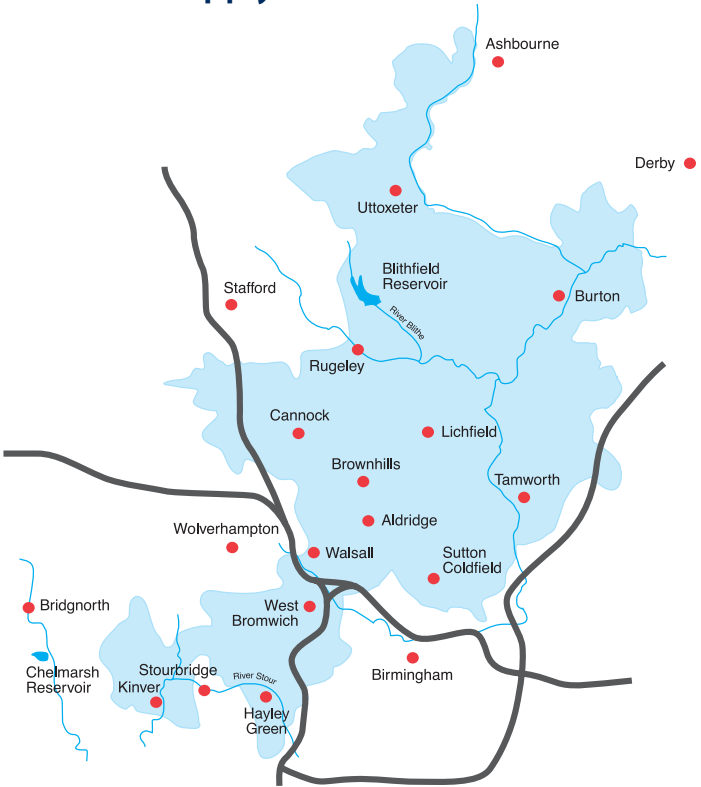 Ashbourne
Derby
Uttoxeter
Blithfield
Reservoir
Stafford
Burton
River Blithe
Rugeley
Cannock
Lichfield
Brownhills
Tamworth
Aldridge
Wolverhampton
Walsall
Sutton
Coldfield
Bridgnorth
West
Bromwich
Chelmarsh
Reservoir
Stourbridge
Birmingham
River Stour
Kinver
Hayley
Green